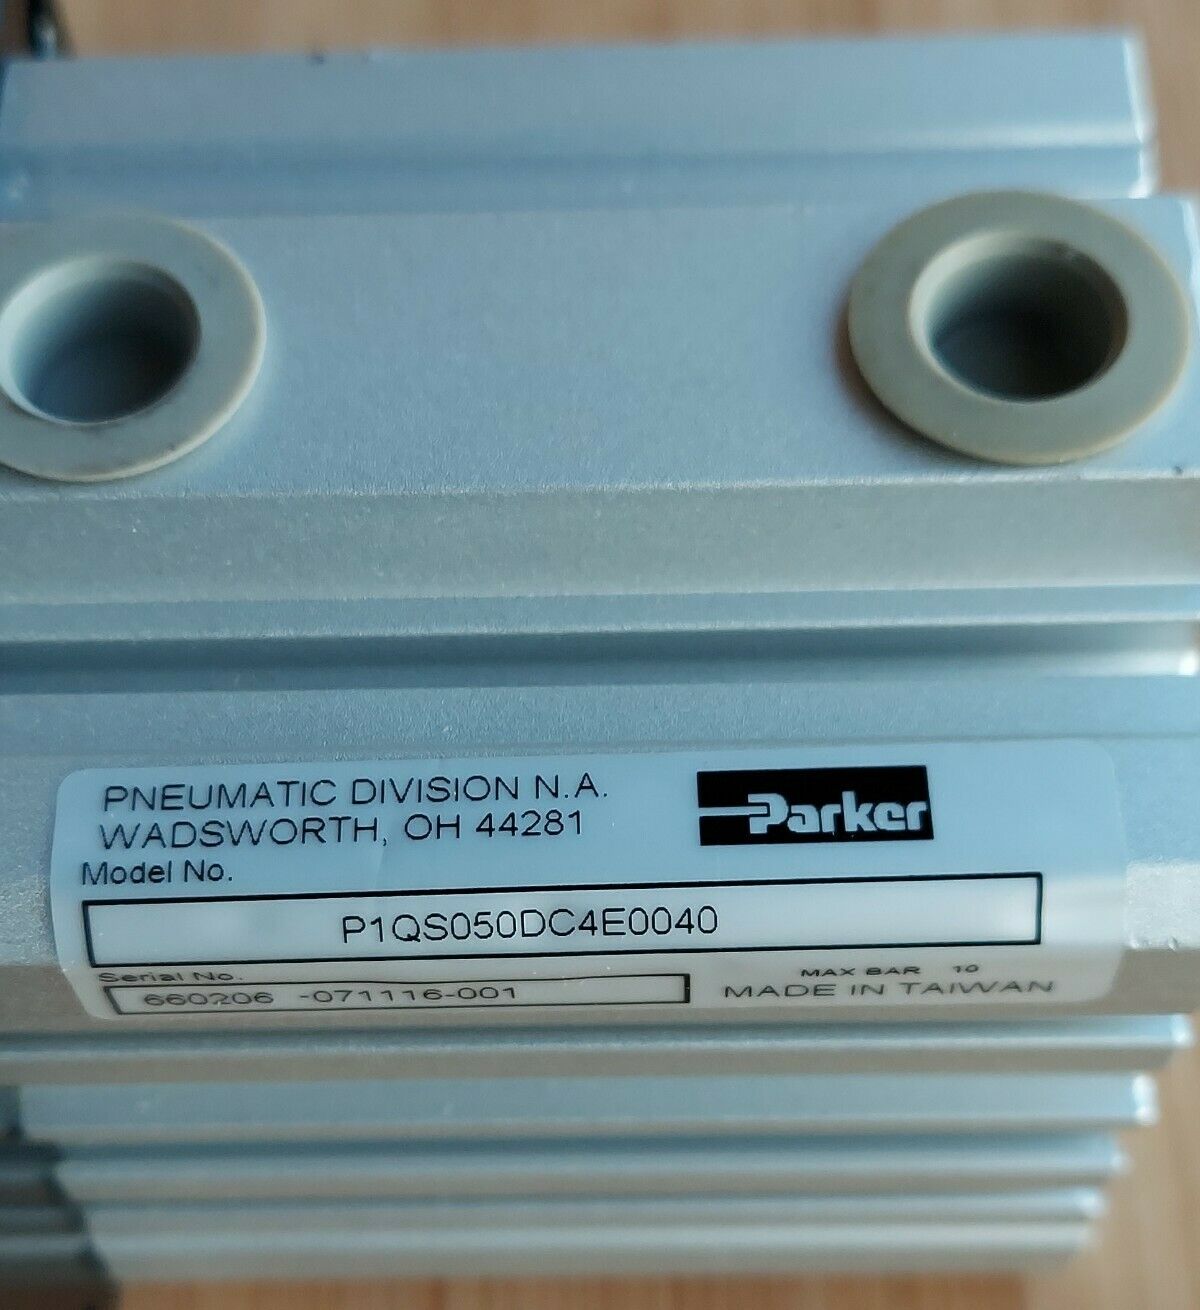 PNEUMATIC DIVISION N.A.
WADSWORTH, OH 44281
Parker
Model No.
P1QS050DC4E0040
Serial No.
660206 -071116-001
MAX BAR 10
MADE IN TAIWAN